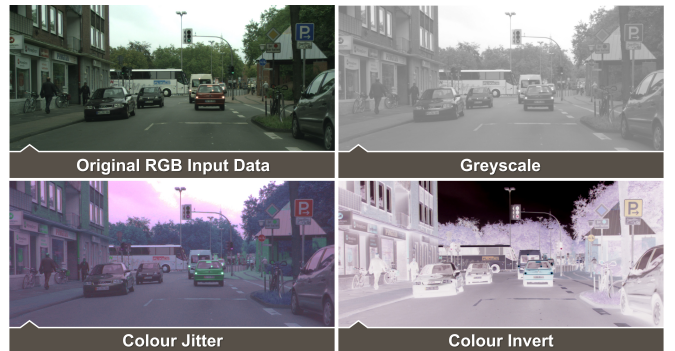 P
P
Original RGB Input Data
Greyscale
P
P
Colour Jitter
Colour Invert